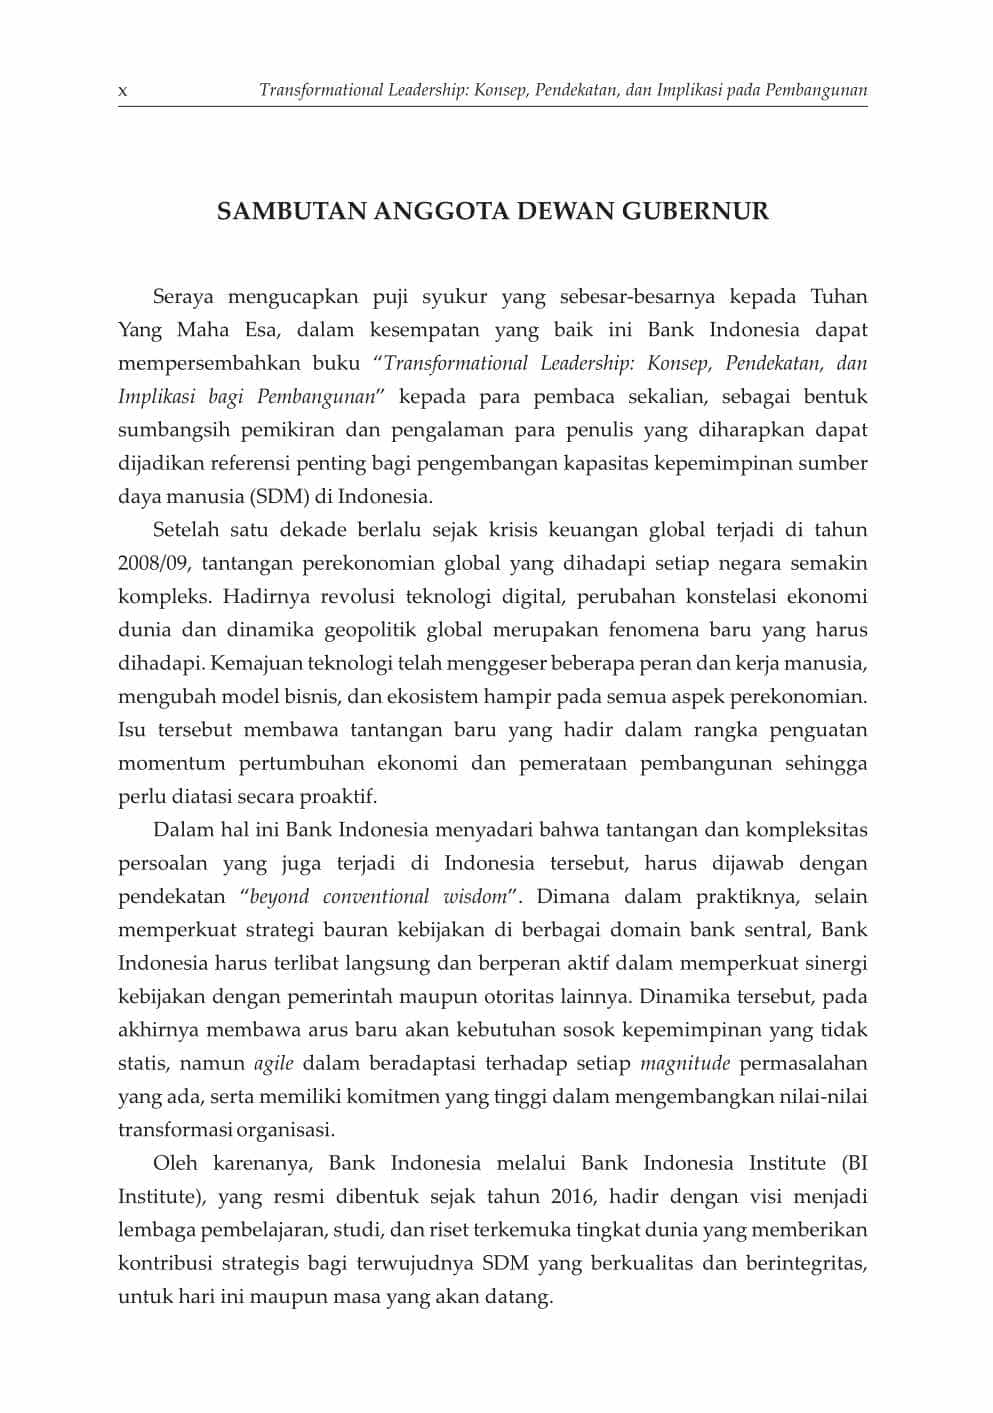 x
Transformational Leadership: Konsep, Pendekatan, dan Implikasi pada Pembangunan
SAMBUTAN ANGGOTA DEWAN GUBERNUR
Seraya mengucapkan puji syukur yang sebesar-besarnya kepada Tuhan
Yang Maha Esa, dalam kesempatan yang baik ini Bank Indonesia dapat
mempersembahkan buku “Transformational Leadership: Konsep, Pendekatan, dan
Implikasi bagi Pembangunan” kepada para pembaca sekalian, sebagai bentuk
sumbangsih pemikiran dan pengalaman para penulis yang diharapkan dapat
dijadikan referensi penting bagi pengembangan kapasitas kepemimpinan sumber
daya manusia (SDM) di Indonesia.
Setelah satu dekade berlalu sejak krisis keuangan global terjadi di tahun
2008/09, tantangan perekonomian global yang dihadapi setiap negara semakin
kompleks. Hadirnya revolusi teknologi digital, perubahan konstelasi ekonomi
dunia dan dinamika geopolitik global merupakan fenomena baru yang harus
dihadapi. Kemajuan teknologi telah menggeser beberapa peran dan kerja manusia,
mengubah model bisnis, dan ekosistem hampir pada semua aspek perekonomian.
Isu tersebut membawa tantangan baru yang hadir dalam rangka penguatan
momentum pertumbuhan ekonomi dan pemerataan pembangunan sehingga
perlu diatasi secara proaktif.
Dalam hal ini Bank Indonesia menyadari bahwa tantangan dan kompleksitas
persoalan yang juga terjadi di Indonesia tersebut, harus dijawab dengan
pendekatan “beyond conventional wisdom”. Dimana dalam praktiknya, selain
memperkuat strategi bauran kebijakan di berbagai domain bank sentral, Bank
Indonesia harus terlibat langsung dan berperan aktif dalam memperkuat sinergi
kebijakan dengan pemerintah maupun otoritas lainnya. Dinamika tersebut, pada
akhirnya membawa arus baru akan kebutuhan sosok kepemimpinan yang tidak
statis, namun agile dalam beradaptasi terhadap setiap magnitude permasalahan
yang ada, serta memiliki komitmen yang tinggi dalam mengembangkan nilai-nilai
transformasi organisasi.
Oleh karenanya, Bank Indonesia melalui Bank Indonesia Institute (BI
Institute), yang resmi dibentuk sejak tahun 2016, hadir dengan visi menjadi
lembaga pembelajaran, studi, dan riset terkemuka tingkat dunia yang memberikan
kontribusi strategis bagi terwujudnya SDM yang berkualitas dan berintegritas,
untuk hari ini maupun masa yang akan datang.